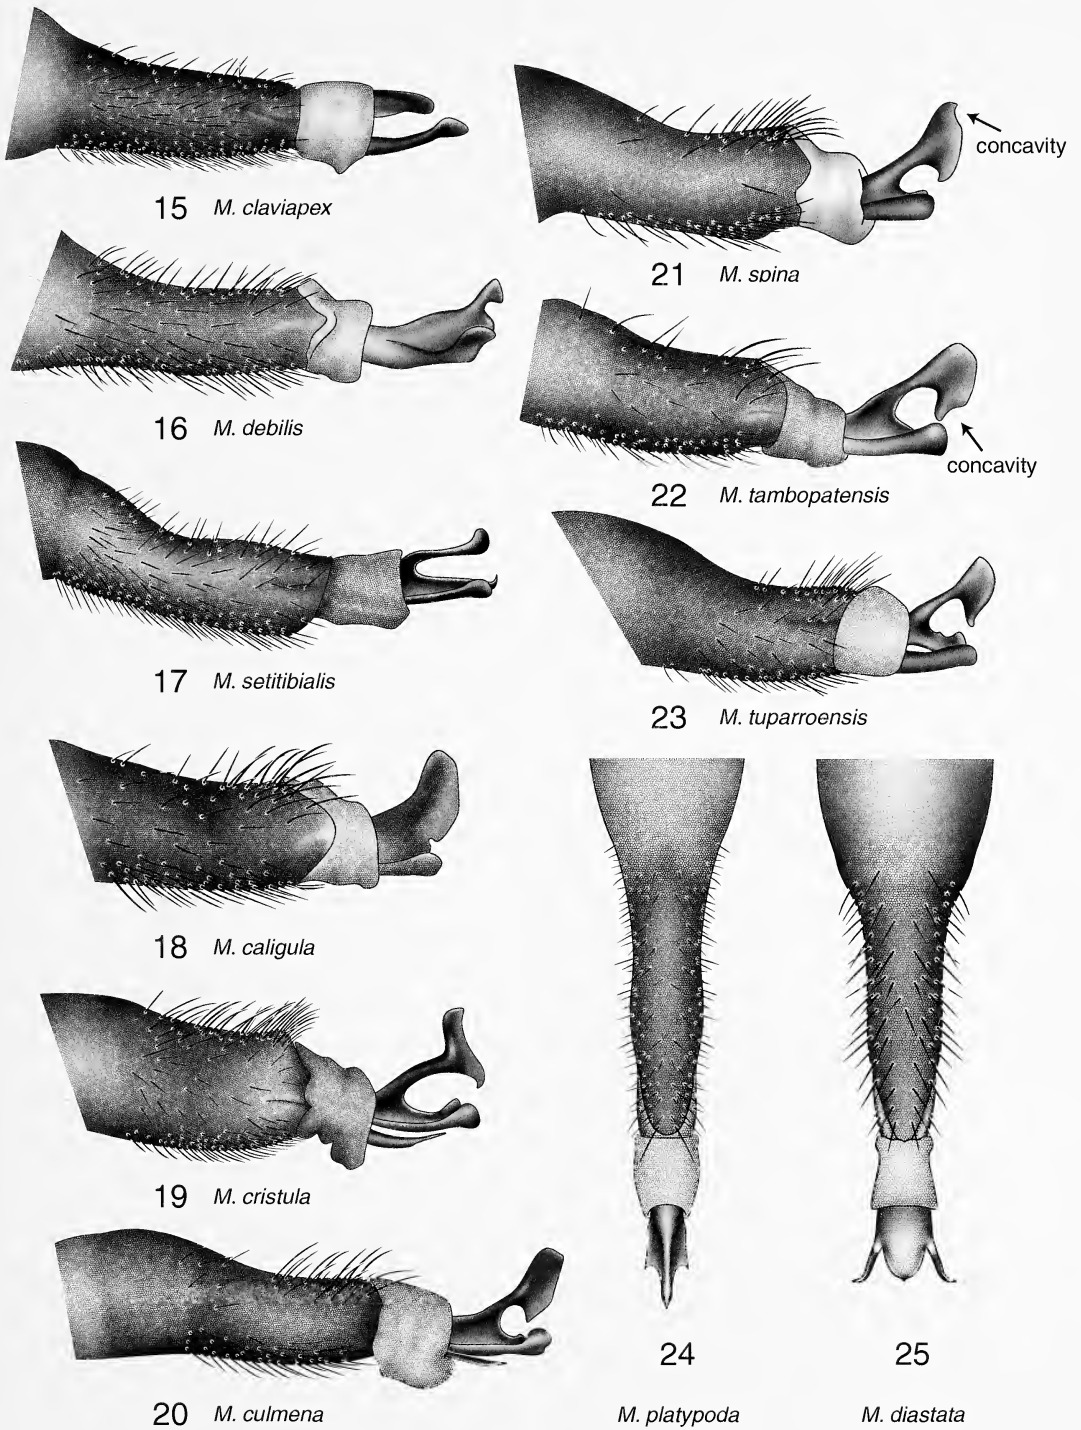 15 M. claviapex
16 M. debilis
17 M. setitibialis
18 M. caligula
19 M. cristula
20 M. culmena
concavity
21 M. spina
concavity
22 M. tambopatensis
23 M. tuparroensis
24
M. platypoda
25
M. diastata